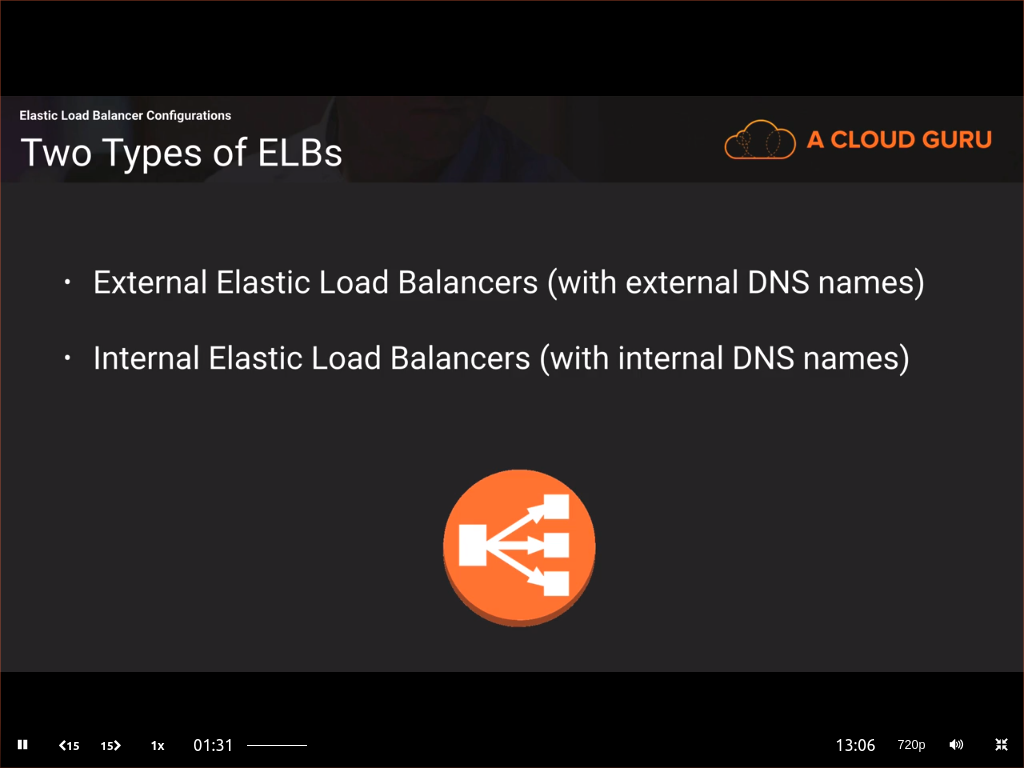 Elastic Load Balancer Configurations
Two Types of ELBs
A CLOUD GURU
• External Elastic Load Balancers (with external DNS names)
• Internal Elastic Load Balancers (with internal DNS names)
15 15 1x 01:31 13:06 720p